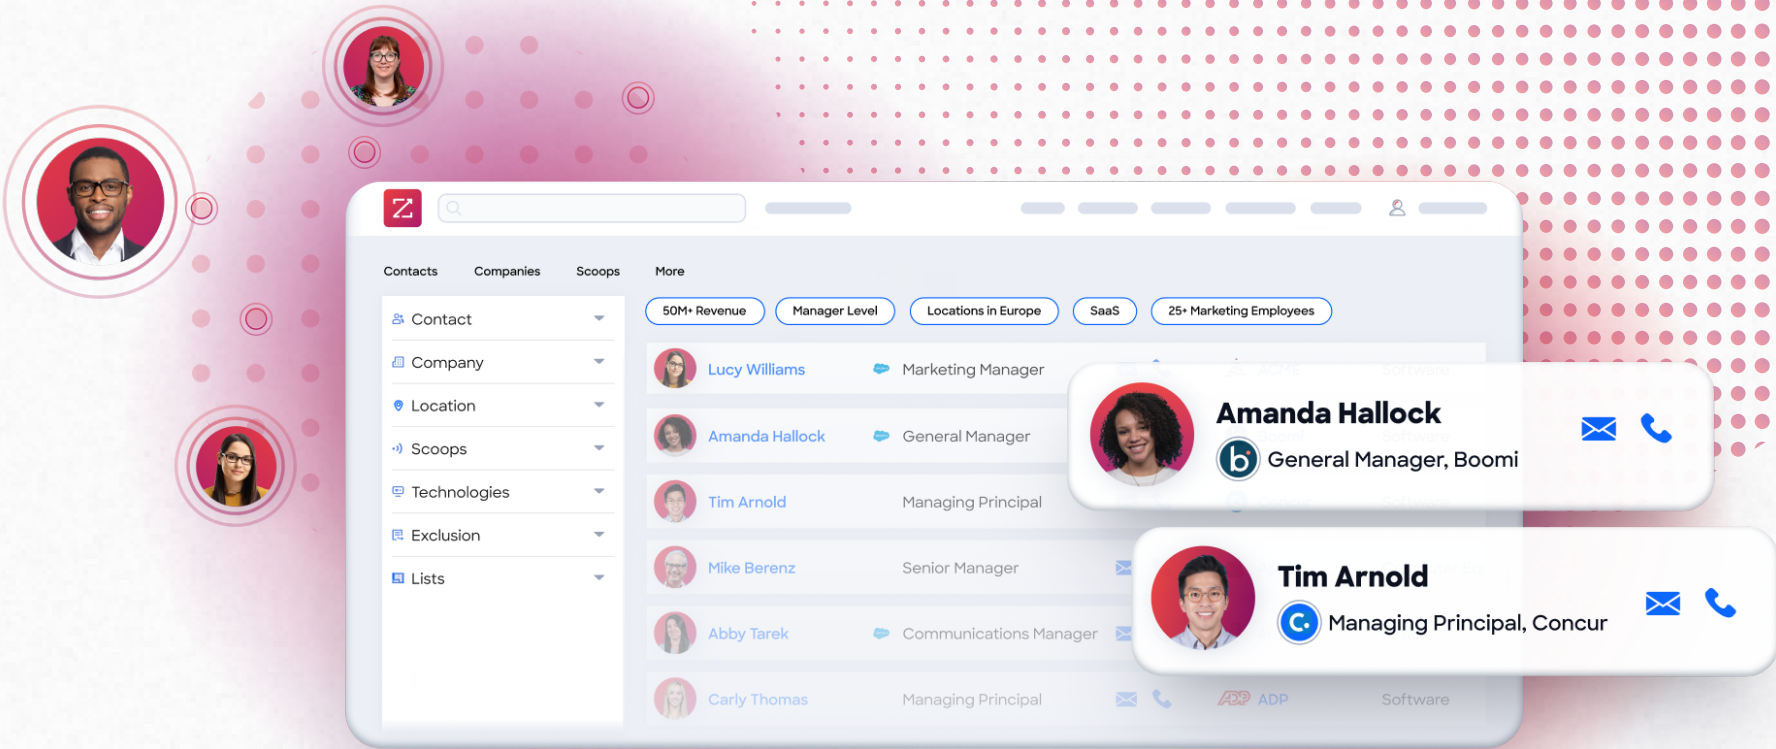 Contacts Companies Scoops More
Contact
Company
Location
Scoops
Technologies
Exclusion
Lists
50M+ Revenue Manager Level Locations in Europe SaaS 25+ Marketing Employees
Lucy Williams Marketing Manager ACME Software
Amanda Hallock General Manager
Tim Arnold Managing Principal
Mike Berenz Senior Manager
Abby Tarek Communications Manager
Carly Thomas Managing Principal ADP ADP Software
Amanda Hallock
b General Manager, Boomi
Tim Arnold
C. Managing Principal, Concur